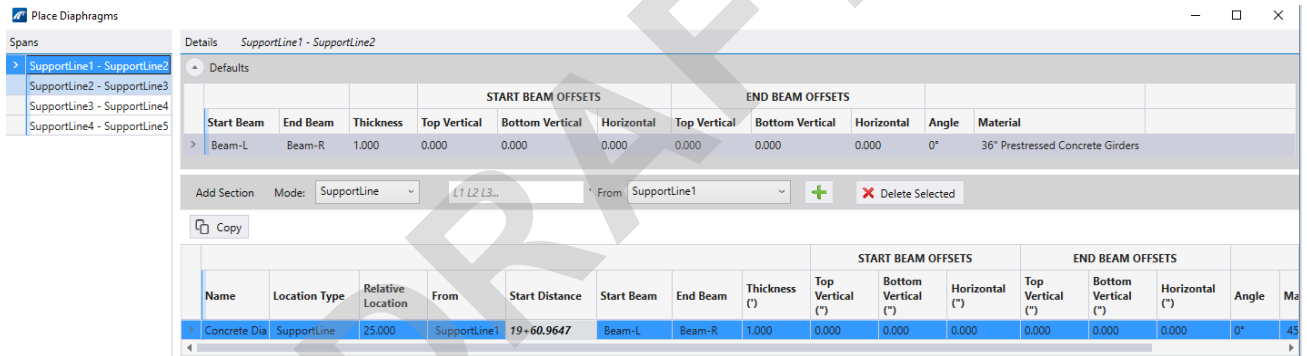 Place Diaphragms
Spans
SupportLine1 - SupportLine2
SupportLine2 - SupportLine3
SupportLine3 - SupportLine4
SupportLine4 - SupportLine5
Details SupportLine1 - SupportLine2
Defaults
START BEAM OFFSETS END BEAM OFFSETS
Start Beam End Beam Thickness Top Vertical Bottom Vertical Horizontal Top Vertical Bottom Vertical Horizontal Angle Material
Beam-L Beam-R 1.000 0.000 0.000 0.000 0.000 0.000 0.000 0° 36" Prestressed Concrete Girders
Add Section Mode: SupportLine L1 L2 L3... ' From SupportLine1 Delete Selected
Copy
START BEAM OFFSETS END BEAM OFFSETS
Name Location Type Relative Location From Start Distance Start Beam End Beam Thickness (') Top Vertical (") Bottom Vertical (") Horizontal (") Top Vertical (") Bottom Vertical (") Horizontal (") Angle Ma
Concrete Dia SupportLine 25.000 SupportLine1 19+60.9647 Beam-L Beam-R 1.000 0.000 0.000 0.000 0.000 0.000 0.000 0° 45
DRAFT